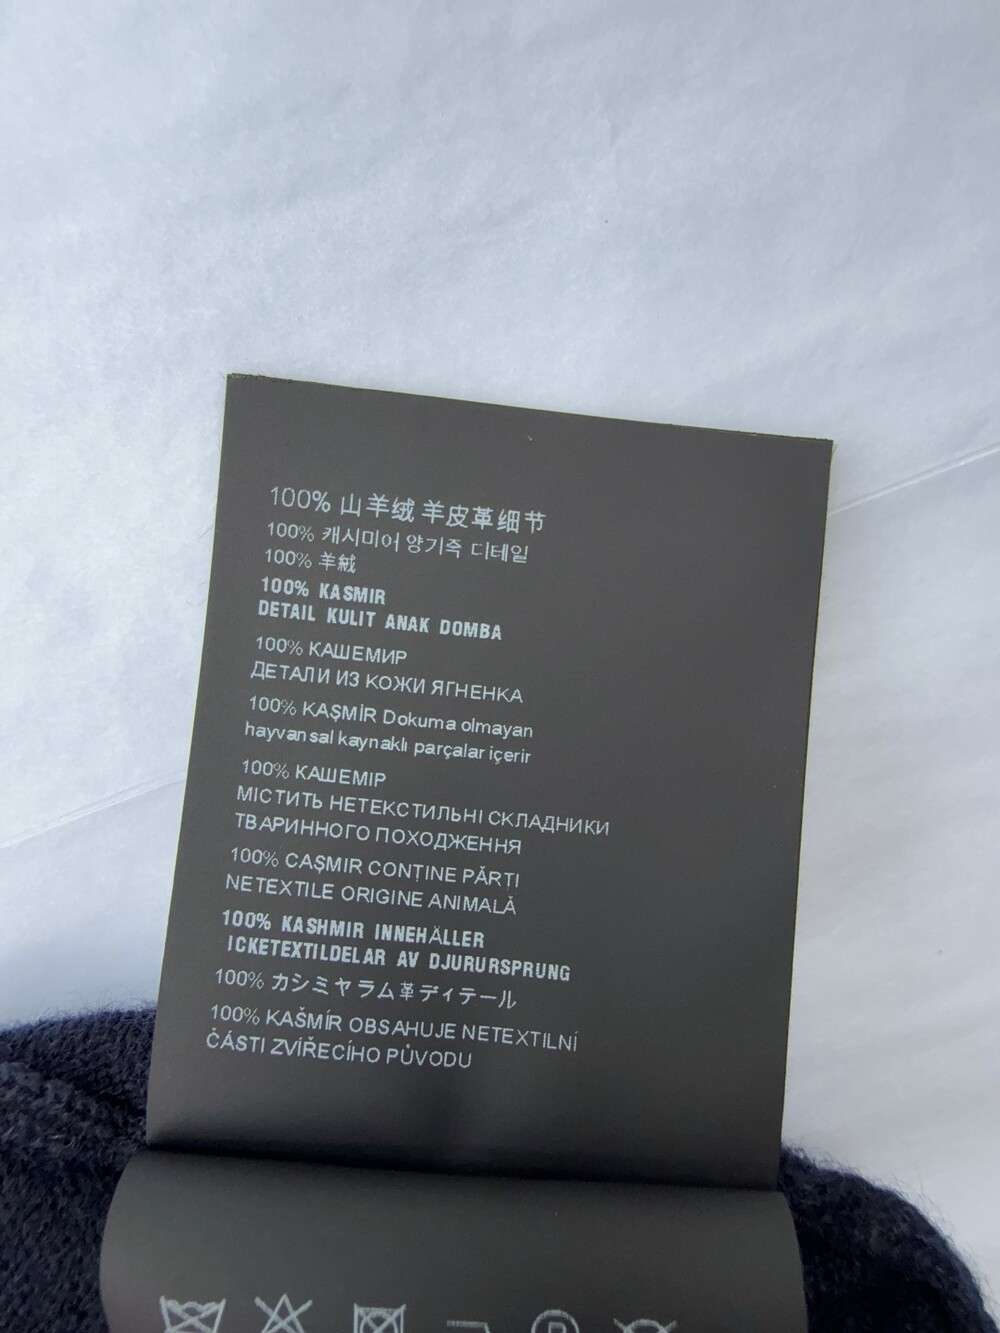 100% 山羊绒 羊皮革细节
100% 캐시미어 양기죽 디테일
100% 羊絨
100% KASMIR
DETAIL KULIT ANAK DOMBA
100% КАШЕМИР
ДЕТАЛИ ИЗ КОЖИ ЯГНЕНКА
100% KAŞMİR Dokuma olmayan
hayvansal kaynaklı parçalar içerir
100% КАШЕМІР
МІСТИТЬ НЕТЕКСТИЛЬНІ СКЛАДНИКИ
ТВАРИННОГО ПОХОДЖЕННЯ
100% CAŞMIR CONȚINE PĂRȚI
NETEXTILE ORIGINE ANIMALĂ
100% KASHMIR INNEHÄLLER
ICKETEXTILDELAR AV DJURURSPRUNG
100% カシミヤ ラム革ディテール
100% KAŠMÍR OBSAHUJE NETEXTILNÍ
ČÁSTI ZVÍŘECÍHO PŮVODU
P